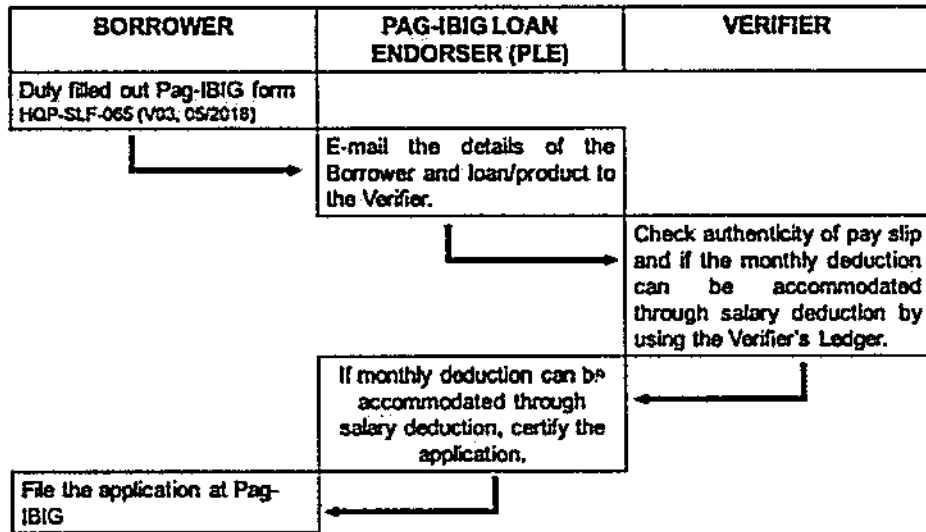 BORROWER
PAG-IBIG LOAN
ENDORSER (PLE)
VERIFIER
Duly filled out Pag-IBIG form
HQP-SLF-065 (V03, 05/2018)
E-mail the details of the
Borrower and loan/product to
the Verifier.
Check authenticity of pay slip
and if the monthly deduction
can be accommodated
through salary deduction by
using the Verifier's Ledger.
If monthly deduction can be
accommodated through
salary deduction, certify the
application.
File the application at Pag-
IBIG